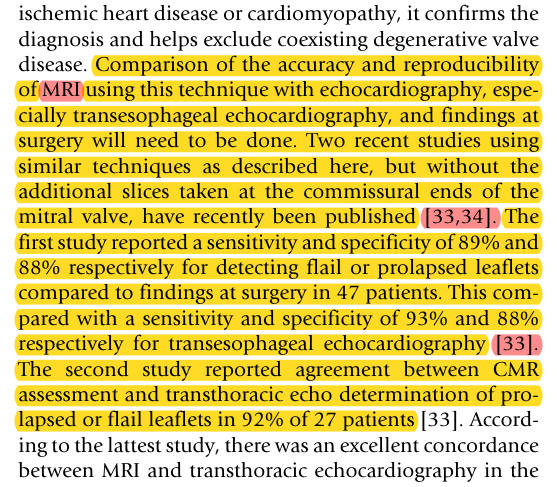 ischemic heart disease or cardiomyopathy, it confirms the
diagnosis and helps exclude coexisting degenerative valve
disease. Comparison of the accuracy and reproducibility
of MRI using this technique with echocardiography, espe-
cially transesophageal echocardiography, and findings at
surgery will need to be done. Two recent studies using
similar techniques as described here, but without the
additional slices taken at the commissural ends of the
mitral valve, have recently been published [33,34]. The
first study reported a sensitivity and specificity of 89% and
88% respectively for detecting flail or prolapsed leaflets
compared to findings at surgery in 47 patients. This com-
pared with a sensitivity and specificity of 93% and 88%
respectively for transesophageal echocardiography [33].
The second study reported agreement between CMR
assessment and transthoracic echo determination of pro-
lapsed or flail leaflets in 92% of 27 patients [33]. Accord-
ing to the lattest study, there was an excellent concordance
between MRI and transthoracic echocardiography in the